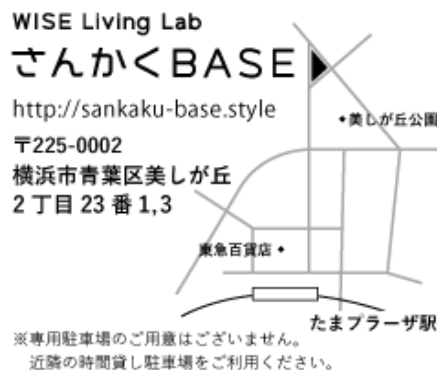 WISE Living Lab
さんかくBASE
http://sankaku-base.style
〒225-0002
横浜市青葉区美しが丘
2丁目23番1,3
美しが丘公園
東急百貨店
たまプラーザ駅
※専用駐車場のご用意はございません。
近隣の時間貸し駐車場をご利用ください。